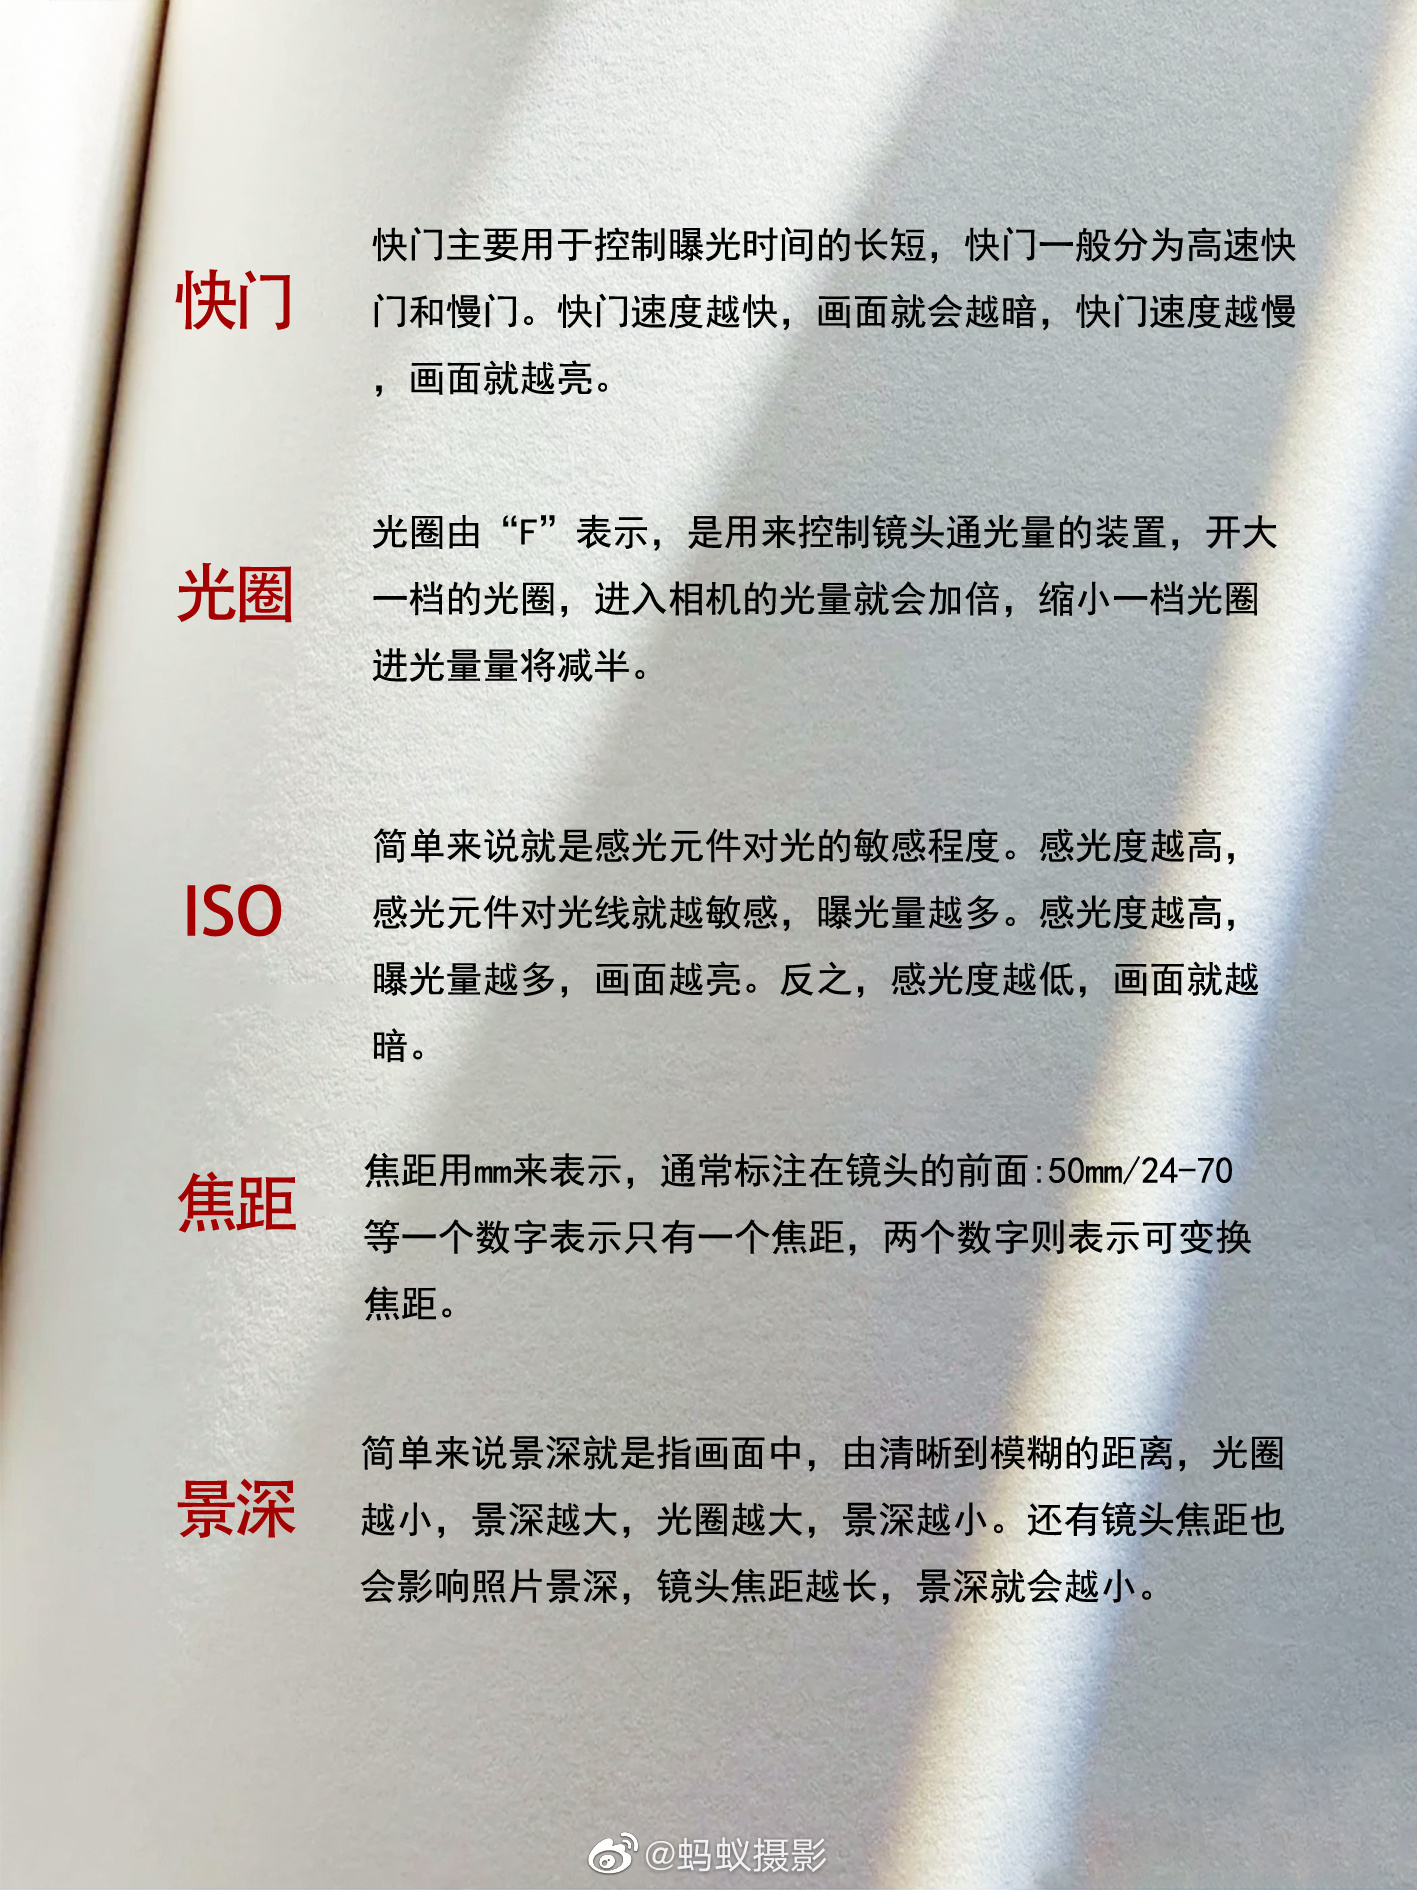 快门
快门主要用于控制曝光时间的长短，快门一般分为高速快
门和慢门。快门速度越快，画面就会越暗，快门速度越慢
，画面就越亮。
光圈
光圈由“F”表示，是用来控制镜头通光量的装置，开大
一档的光圈，进入相机的光量就会加倍，缩小一档光圈
进光量量将减半。
ISO
简单来说就是感光元件对光的敏感程度。感光度越高，
感光元件对光线就越敏感，曝光量越多。感光度越高，
曝光量越多，画面越亮。反之，感光度越低，画面就越
暗。
焦距
焦距用mm来表示，通常标注在镜头的前面:50mm/24-70
等一个数字表示只有一个焦距，两个数字则表示可变换
焦距。
景深
简单来说景深就是指画面中，由清晰到模糊的距离，光圈
越小，景深越大，光圈越大，景深越小。还有镜头焦距也
会影响照片景深，镜头焦距越长，景深就会越小。
@蚂蚁摄影